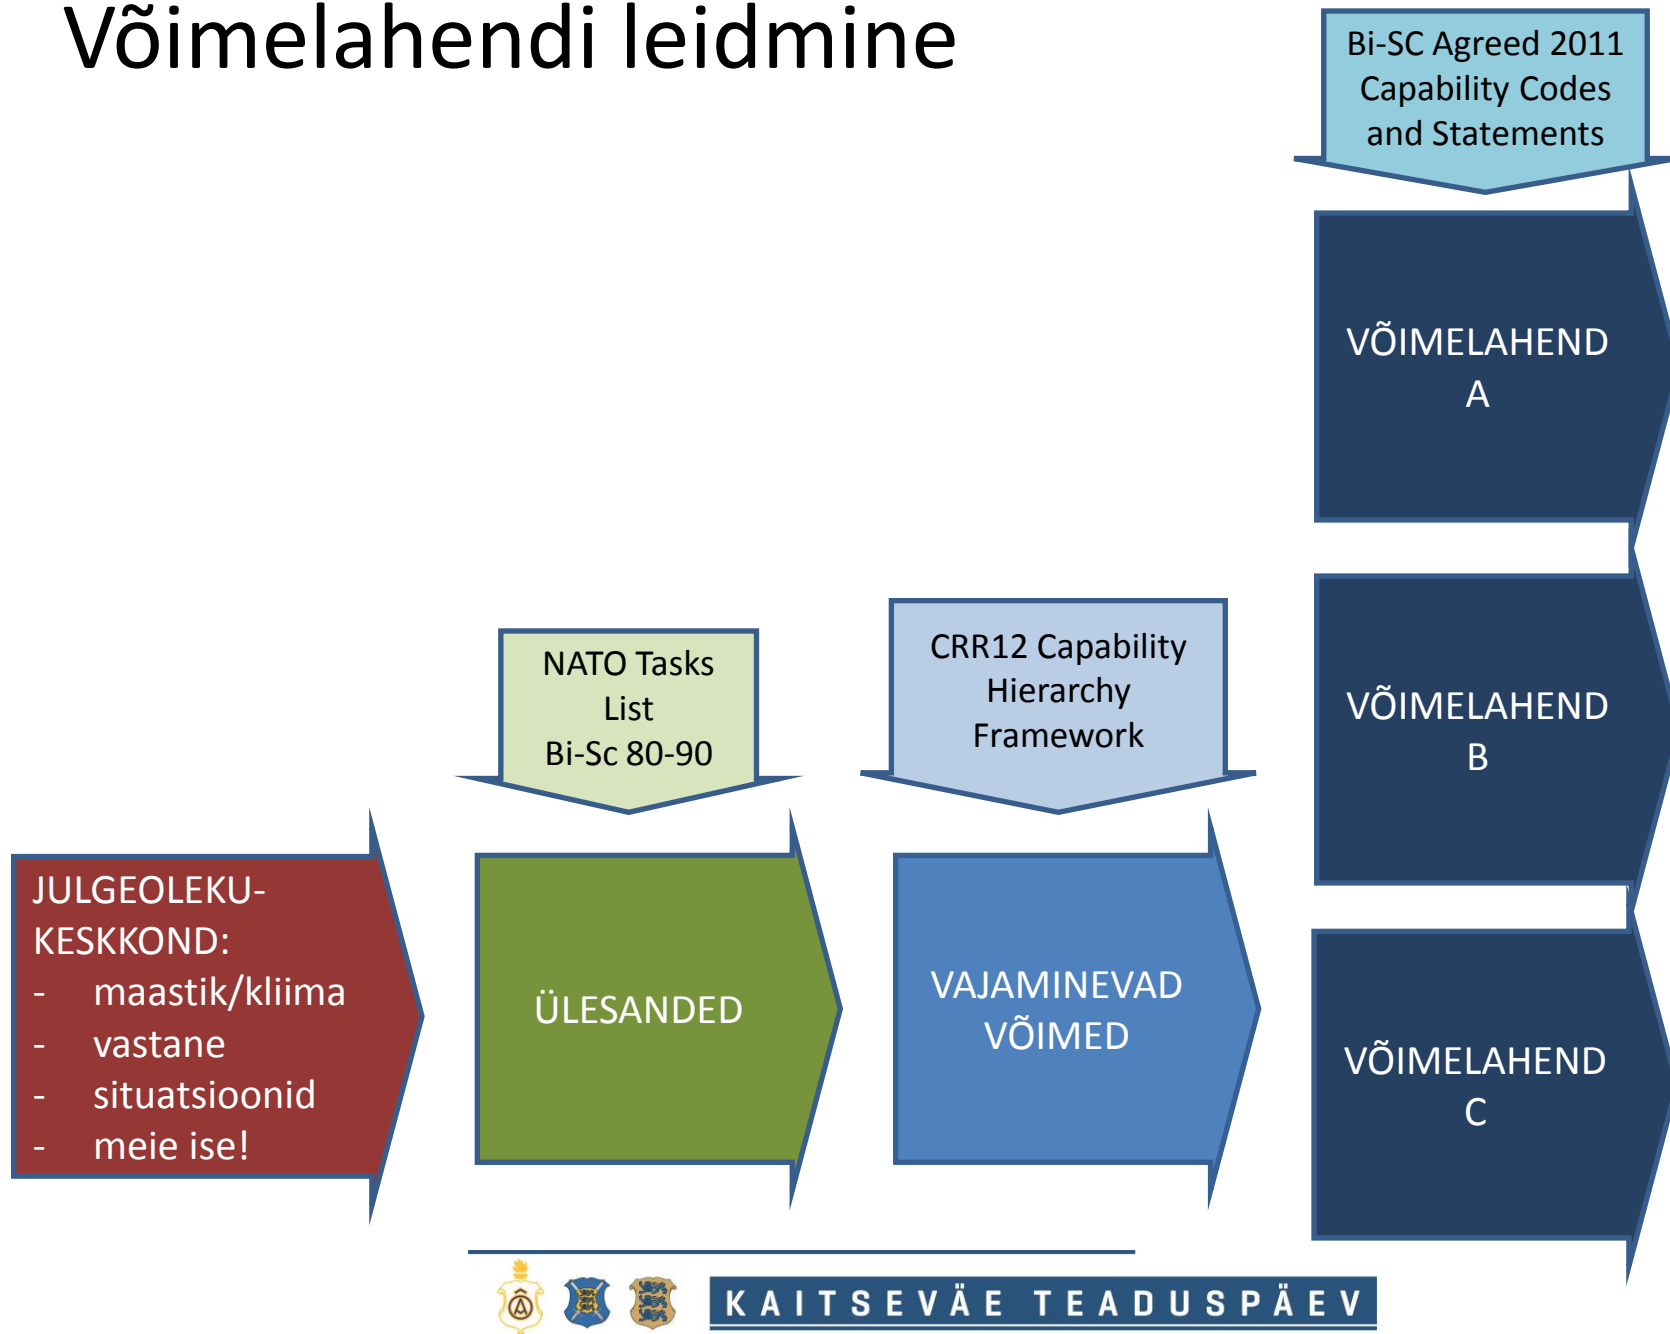 Võimelahendi leidmine
Bi-SC Agreed 2011
Capability Codes
and Statements
VÕIMELAHEND
A
VÕIMELAHEND
B
VÕIMELAHEND
C
NATO Tasks
List
Bi-Sc 80-90
CRR12 Capability
Hierarchy
Framework
JULGEOLEKU-
KESKKOND:
- maastik/kliima
- vastane
- situatsioonid
- meie ise!
ÜLESANDED
VAJAMINEVAD
VÕIMED
KAITSEVÄE TEADUSPÄEV